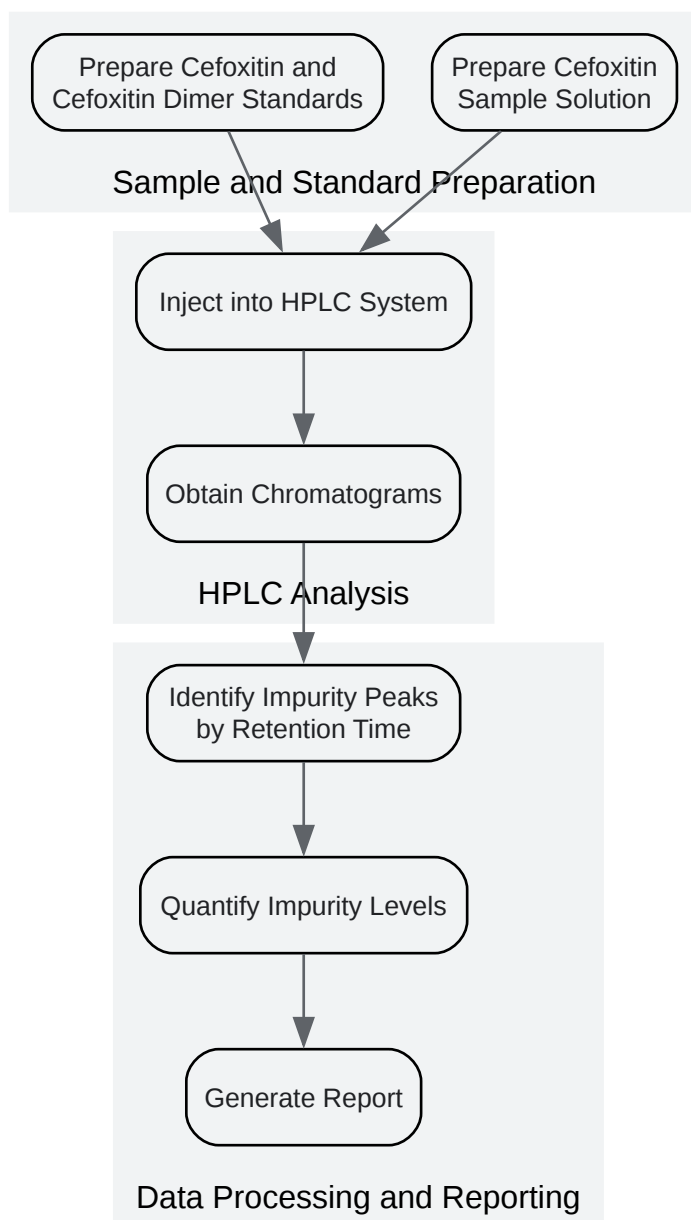 Prepare Cefoxitin and
Cefoxitin Dimer Standards
Prepare Cefoxitin
Sample Solution
Sample and Standard Preparation
Inject into HPLC System
Obtain Chromatograms
HPLC Analysis
Identify Impurity Peaks
by Retention Time
Quantify Impurity Levels
Generate Report
Data Processing and Reporting